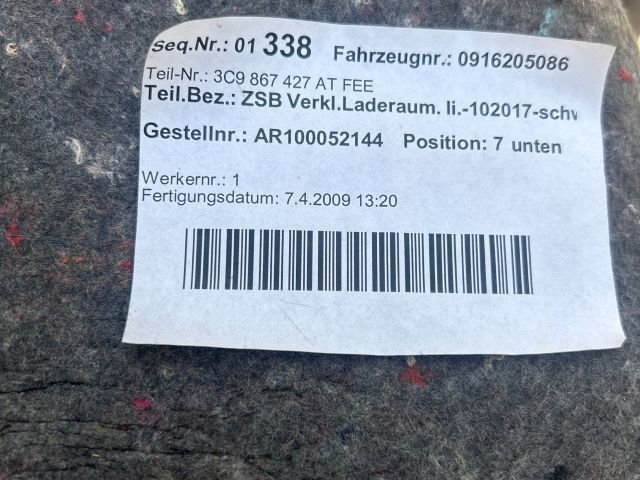 Seq.Nr.: 01 338 Fahrzeugnr.: 0916205086
Teil-Nr.: 3C9 867 427 AT FEE
Teil.Bez.: ZSB Verkl.Laderaum. li.-102017-schw
Gestellnr.: AR100052144 Position: 7 unten
Werkernr.: 1
Fertigungsdatum: 7.4.2009 13:20